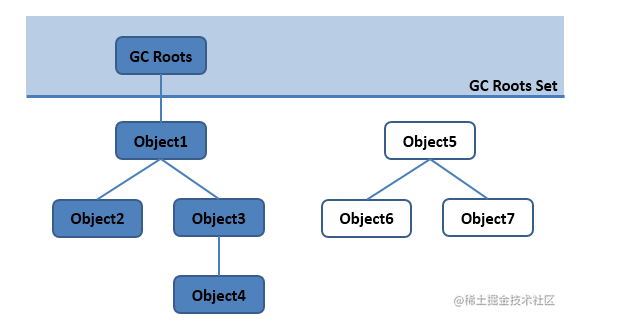 GC Roots
GC Roots Set
Object1
Object5
Object2
Object3
Object6
Object7
Object4
@稀土掘金技术社区